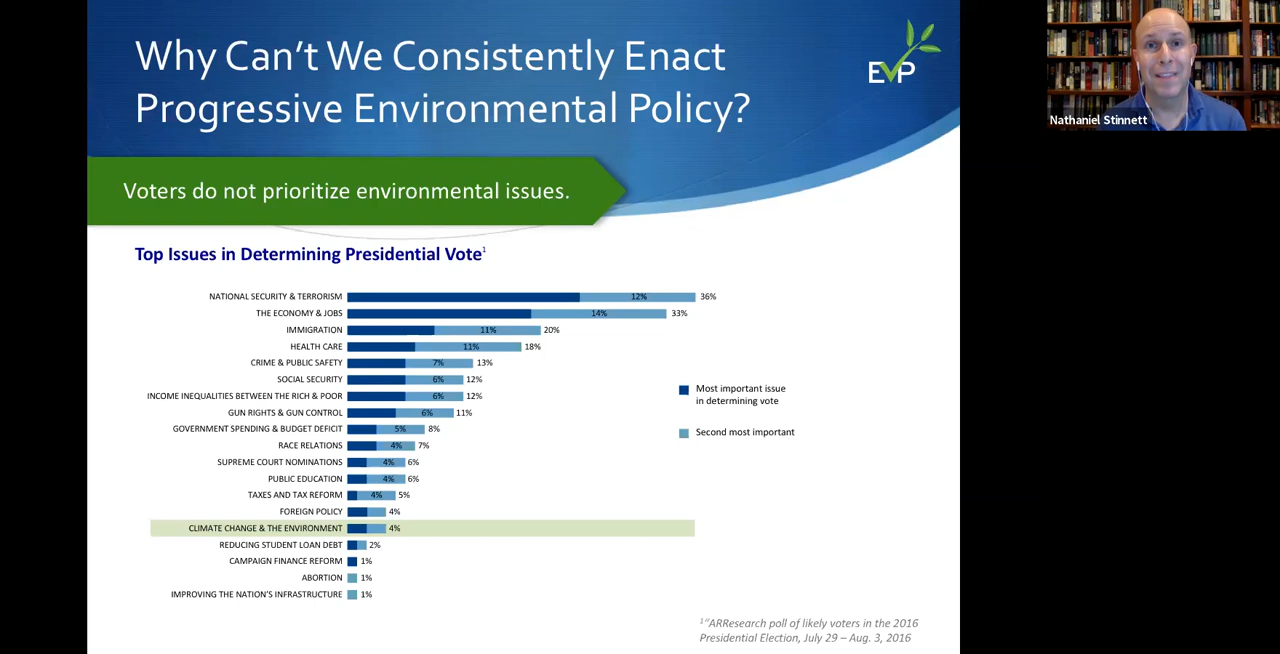 Why Can't We Consistently Enact
Progressive Environmental Policy?
EVP
Nathaniel Stinnett
Voters do not prioritize environmental issues.
Top Issues in Determining Presidential Vote1
NATIONAL SECURITY & TERRORISM 12% 36%
THE ECONOMY & JOBS 14% 33%
IMMIGRATION 11% 20%
HEALTH CARE 11% 18%
CRIME & PUBLIC SAFETY 7% 13%
SOCIAL SECURITY 6% 12%
INCOME INEQUALITIES BETWEEN THE RICH & POOR 6% 12%
GUN RIGHTS & GUN CONTROL 6% 11%
GOVERNMENT SPENDING & BUDGET DEFICIT 5% 8%
RACE RELATIONS 4% 7%
SUPREME COURT NOMINATIONS 4% 6%
PUBLIC EDUCATION 4% 6%
TAXES AND TAX REFORM 4% 5%
FOREIGN POLICY 4%
CLIMATE CHANGE & THE ENVIRONMENT 4%
REDUCING STUDENT LOAN DEBT 2%
CAMPAIGN FINANCE REFORM 1%
ABORTION 1%
IMPROVING THE NATION'S INFRASTRUCTURE 1%
Most important issue
in determining vote
Second most important
1"ARResearch poll of likely voters in the 2016
Presidential Election, July 29 – Aug. 3, 2016